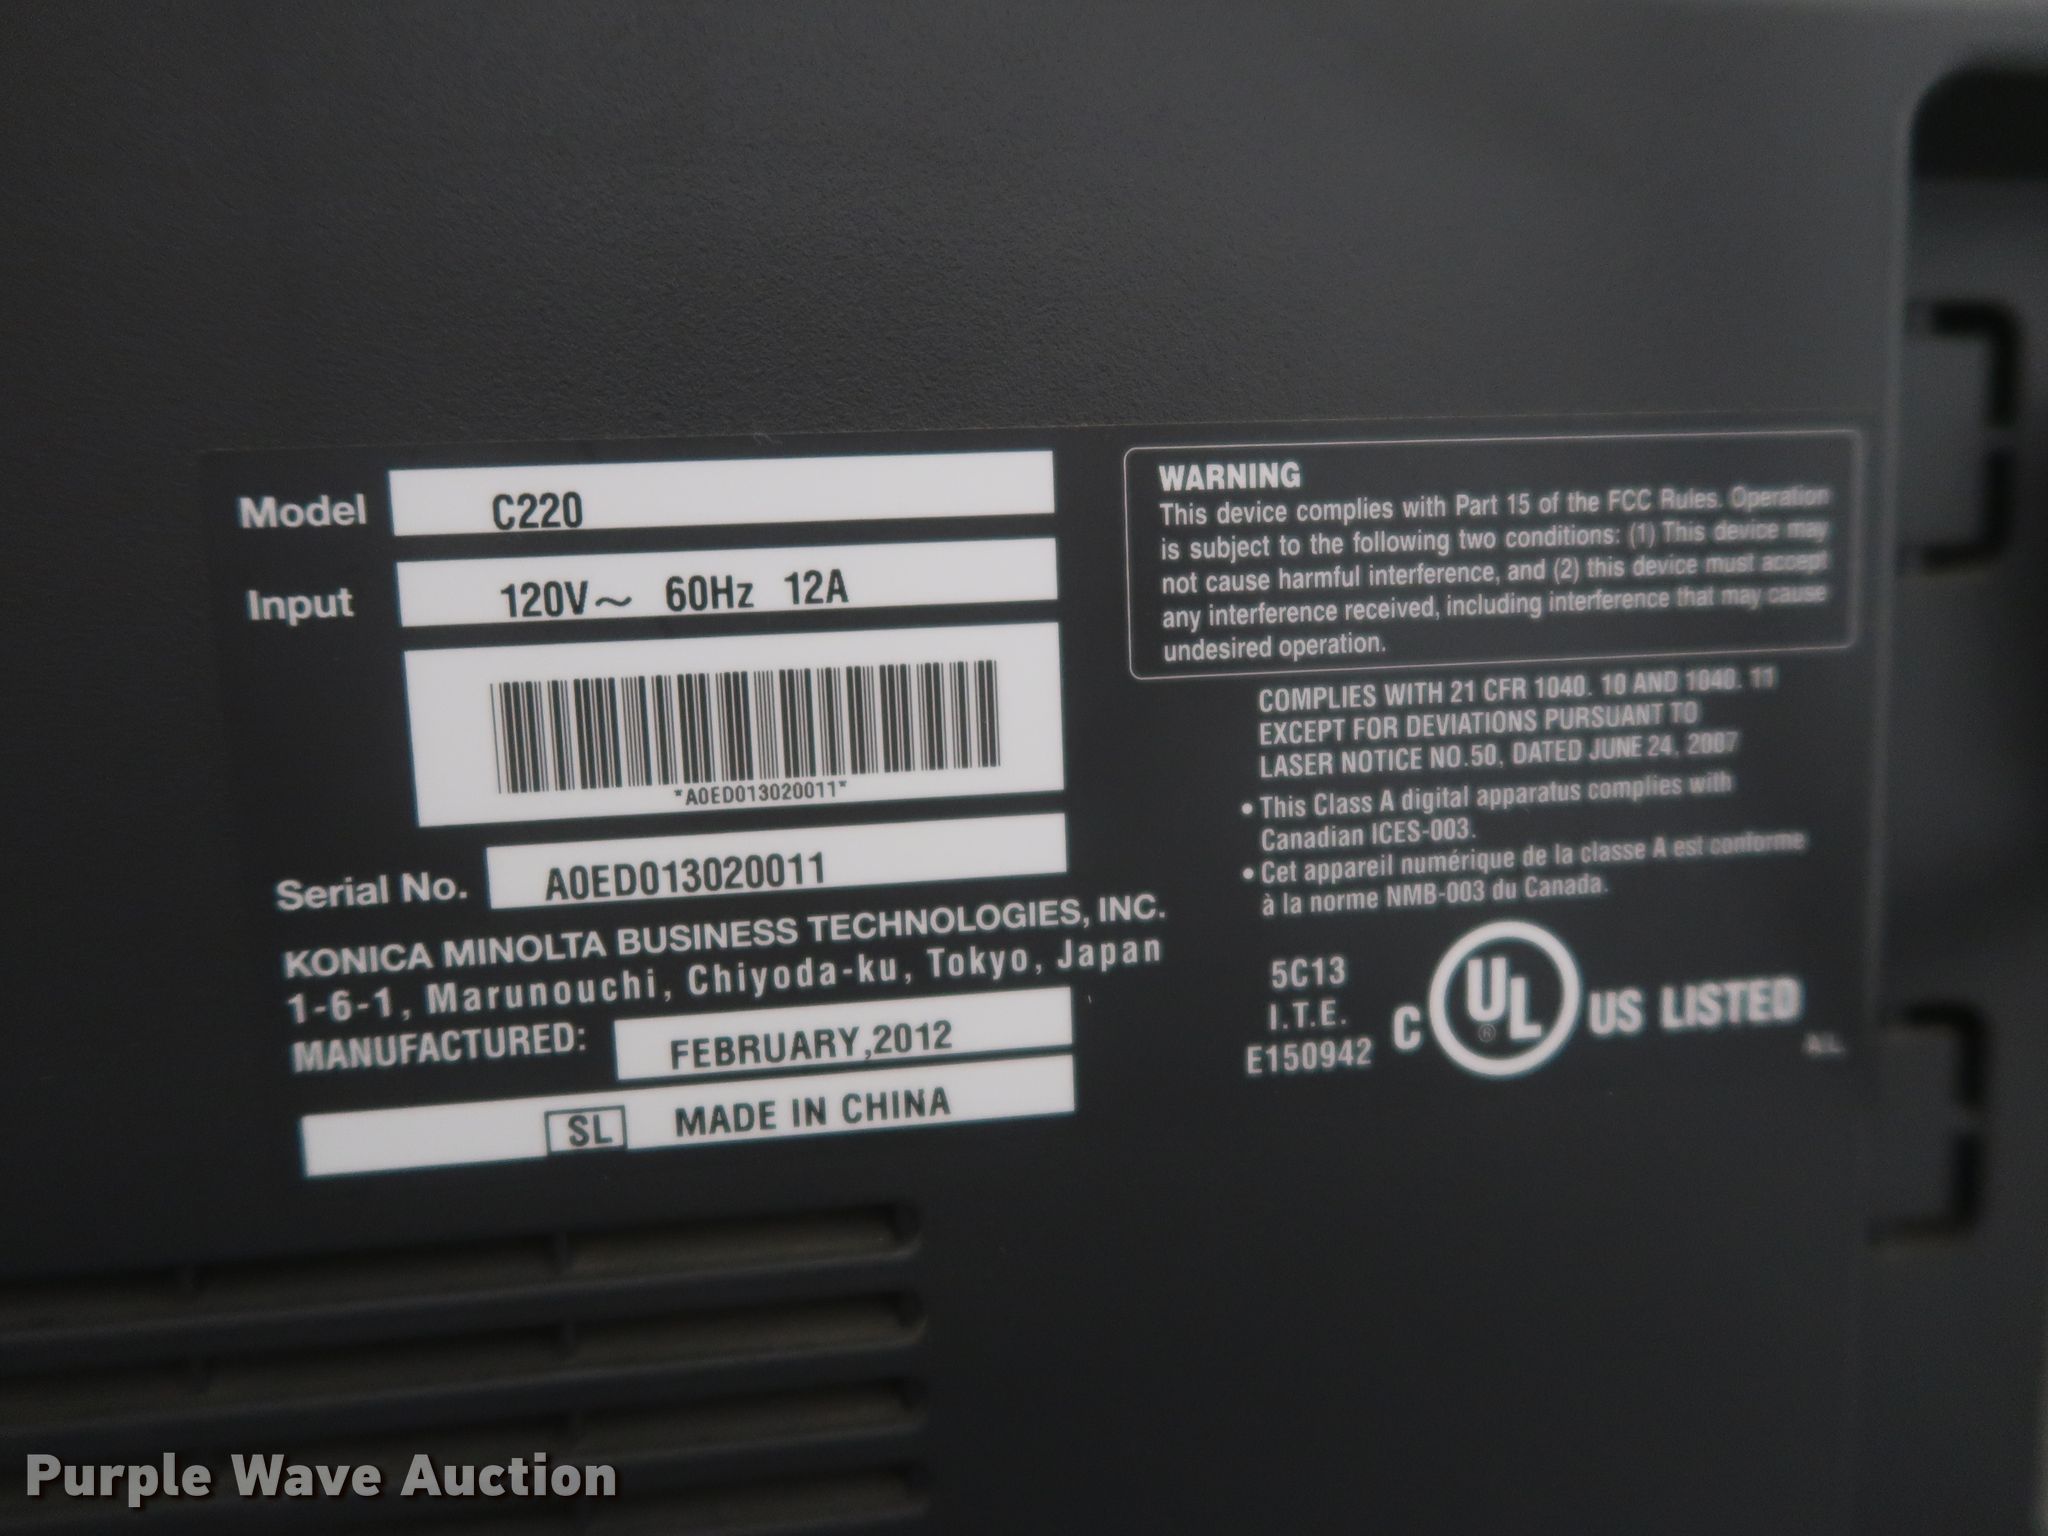 Model C220
Input 120V~ 60Hz 12A
*A0ED013020011*
Serial No. A0ED013020011
KONICA MINOLTA BUSINESS TECHNOLOGIES, INC.
1-6-1, Marunouchi, Chiyoda-ku, Tokyo, Japan
MANUFACTURED: FEBRUARY,2012
SL MADE IN CHINA
WARNING
This device complies with Part 15 of the FCC Rules. Operation
is subject to the following two conditions: (1) This device may
not cause harmful interference, and (2) this device must accept
any interference received, including interference that may cause
undesired operation.
COMPLIES WITH 21 CFR 1040. 10 AND 1040. 11
EXCEPT FOR DEVIATIONS PURSUANT TO
LASER NOTICE NO.50, DATED JUNE 24, 2007
• This Class A digital apparatus complies with
Canadian ICES-003.
• Cet appareil numérique de la classe A est conforme
à la norme NMB-003 du Canada.
5C13
I.T.E.
E150942
C UL ® US LISTED
Purple Wave Auction